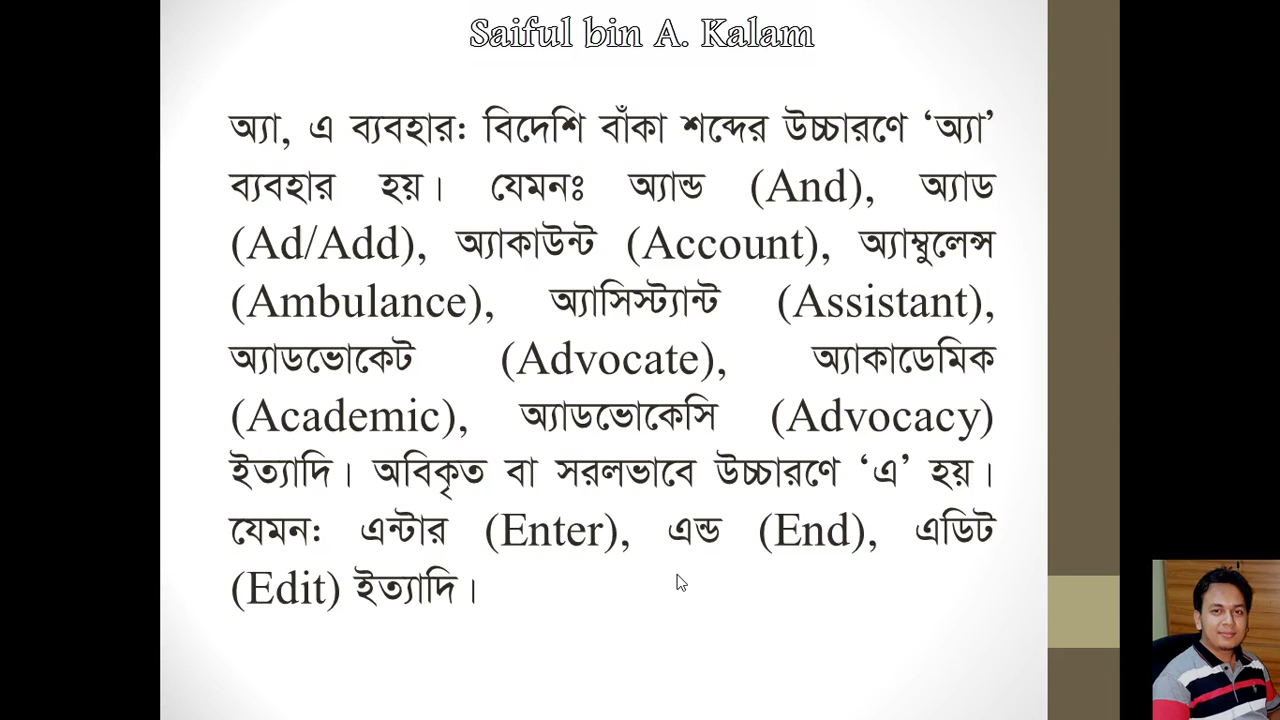 Saiful bin A. Kalam
অ্যা, এ ব্যবহার: বিদেশি বাঁকা শব্দের উচ্চারণে ‘অ্যা’
ব্যবহার হয়। যেমনঃ অ্যান্ড (And), অ্যাড
(Ad/Add), অ্যাকাউন্ট (Account), অ্যাম্বুলেন্স
(Ambulance), অ্যাসিস্ট্যান্ট (Assistant),
অ্যাডভোকেট (Advocate), অ্যাকাডেমিক
(Academic), অ্যাডভোকেসি (Advocacy)
ইত্যাদি। অবিকৃত বা সরলভাবে উচ্চারণে ‘এ’ হয়।
যেমন: এন্টার (Enter), এন্ড (End), এডিট
(Edit) ইত্যাদি।